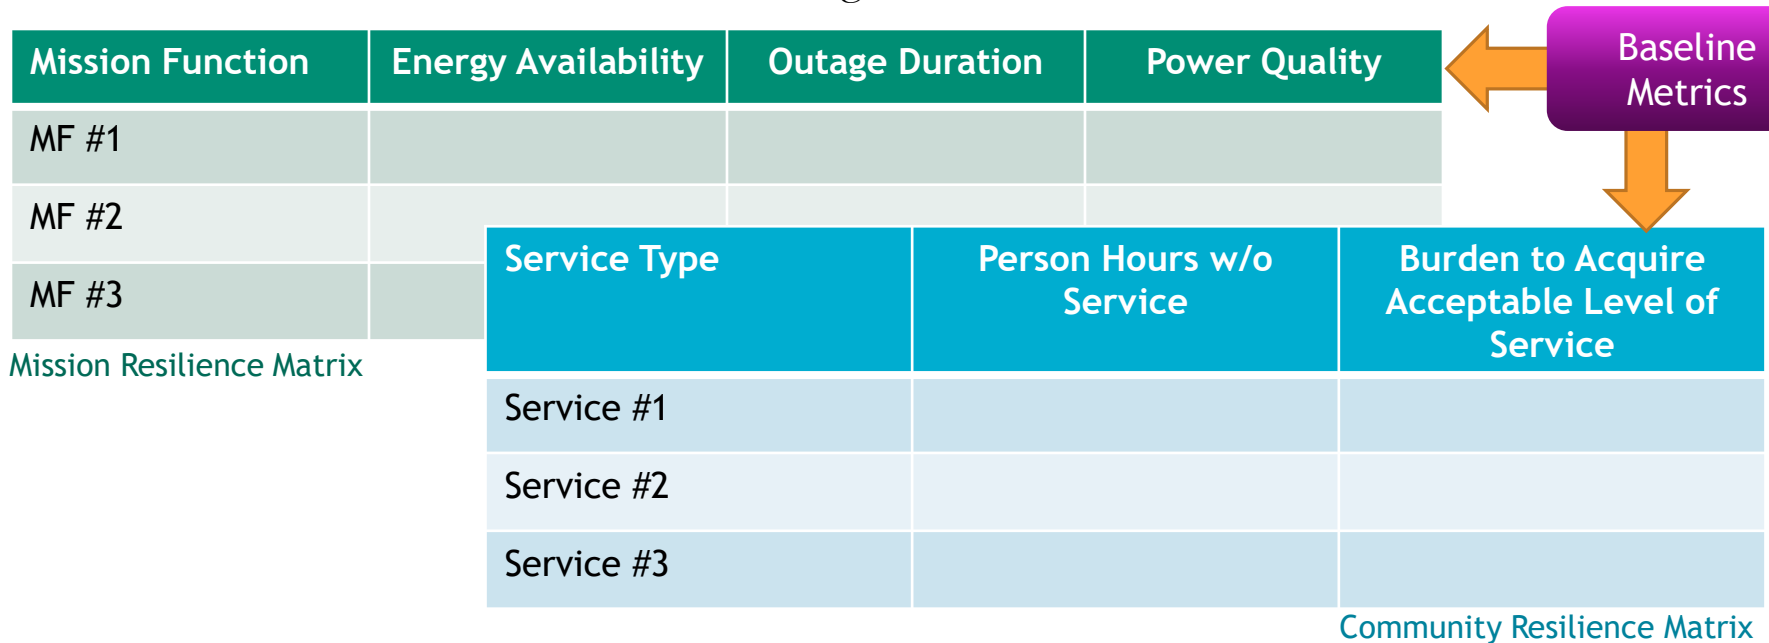 Mission Function Energy Availability Outage Duration Power Quality
Baseline
Metrics
MF #1
MF #2
MF #3
Mission Resilience Matrix
Service Type Person Hours w/o
Service
Burden to Acquire
Acceptable Level of
Service
Service #1
Service #2
Service #3
Community Resilience Matrix